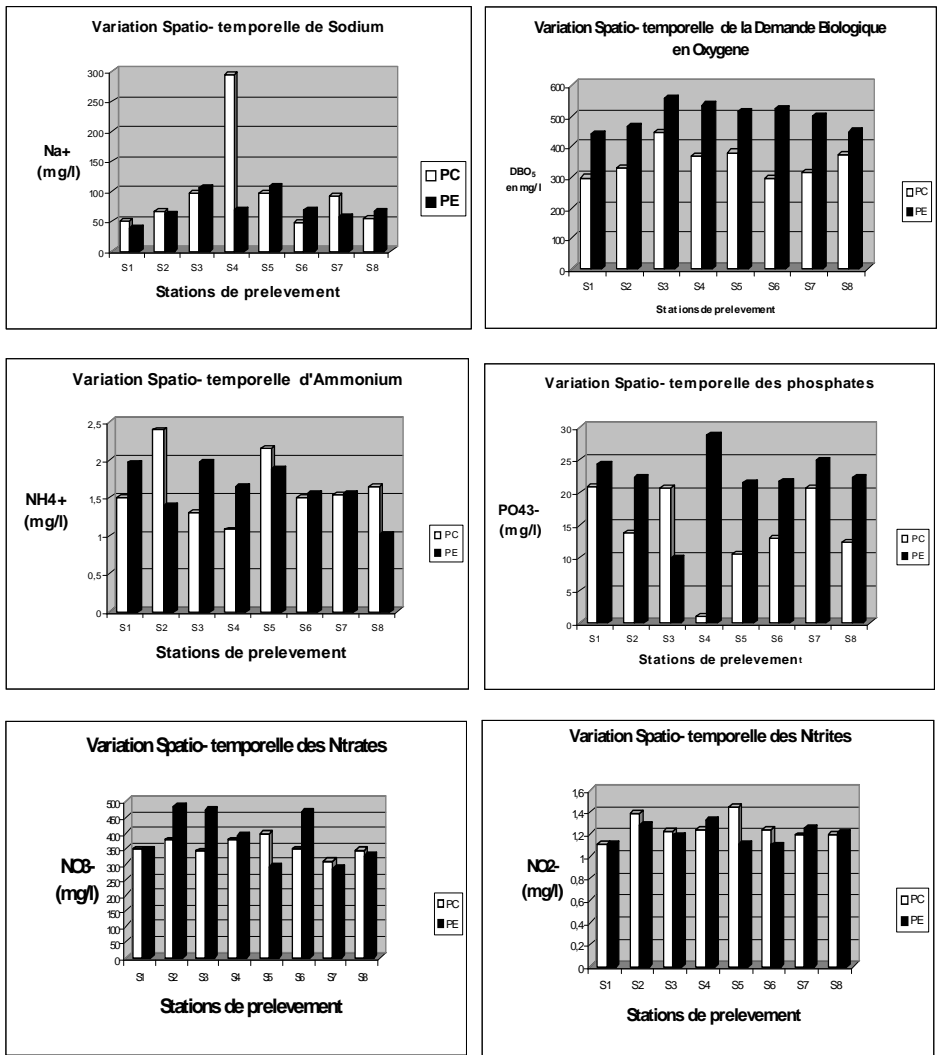 Variation Spatio- temporelle de Sodium
300
250
200
150
100
50
0
Na+
(mg/l)
S1 S2 S3 S4 S5 S6 S7 S8
Stations de prelevement
PC
PE
Variation Spatio- temporelle de la Demande Biologique
en Oxygene
600
500
400
300
200
100
0
DBO5
en mg/l
S1 S2 S3 S4 S5 S6 S7 S8
Stations de prelevement
PC
PE
Variation Spatio- temporelle d'Ammonium
2,5
2
1,5
1
0,5
0
NH4+
(mg/l)
S1 S2 S3 S4 S5 S6 S7 S8
Stations de prelevement
PC
PE
Variation Spatio- temporelle des phosphates
30
25
20
15
10
5
0
PO43-
(mg/l)
S1 S2 S3 S4 S5 S6 S7 S8
Stations de prelevement
PC
PE
Variation Spatio- temporelle des Nitrates
500
450
400
350
300
250
200
150
100
50
0
NO3-
(mg/l)
S1 S2 S3 S4 S5 S6 S7 S8
Stations de prelevement
PC
PE
Variation Spatio- temporelle des Nitrites
1,6
1,4
1,2
1
0,8
0,6
0,4
0,2
0
NO2-
(mg/l)
S1 S2 S3 S4 S5 S6 S7 S8
Stations de prelevement
PC
PE